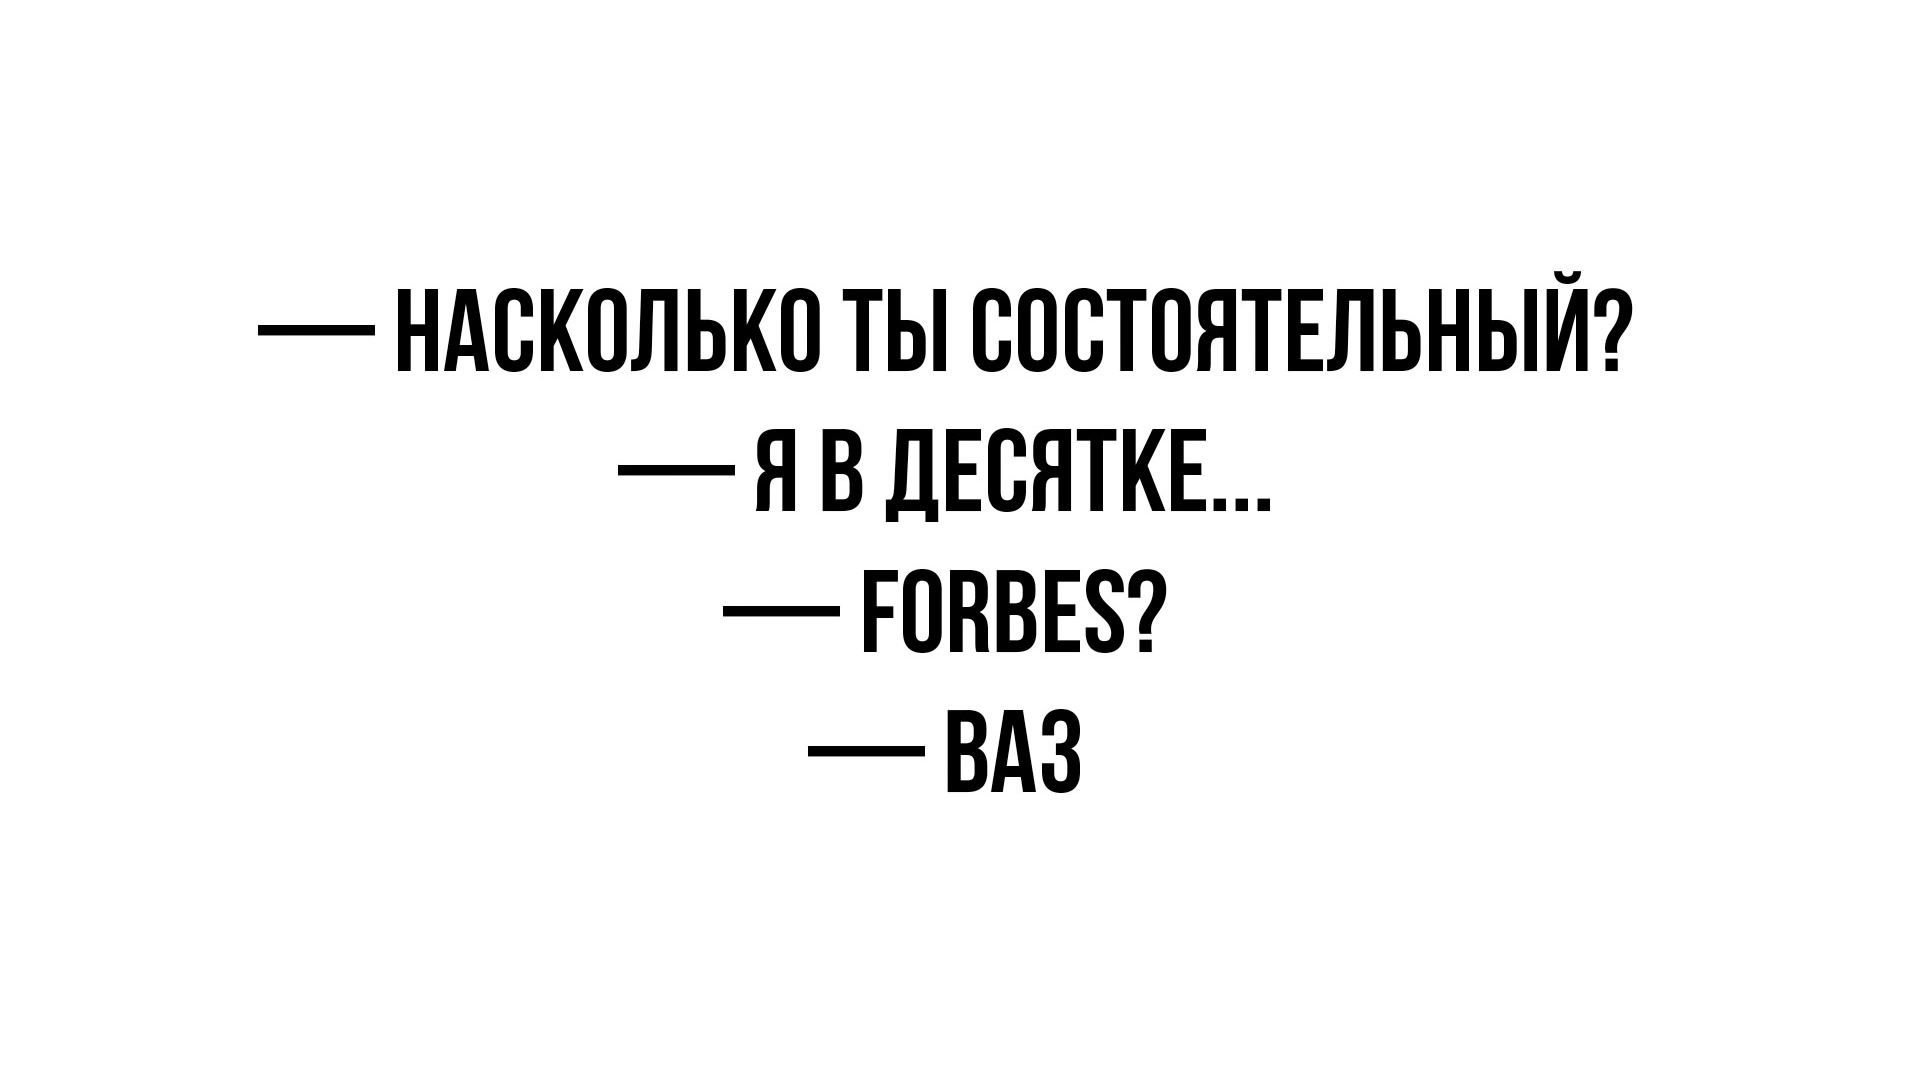 — НАСКОЛЬКО ТЫ СОСТОЯТЕЛЬНЫЙ?
— Я В ДЕСЯТКЕ...
— FORBES?
— ВАЗ